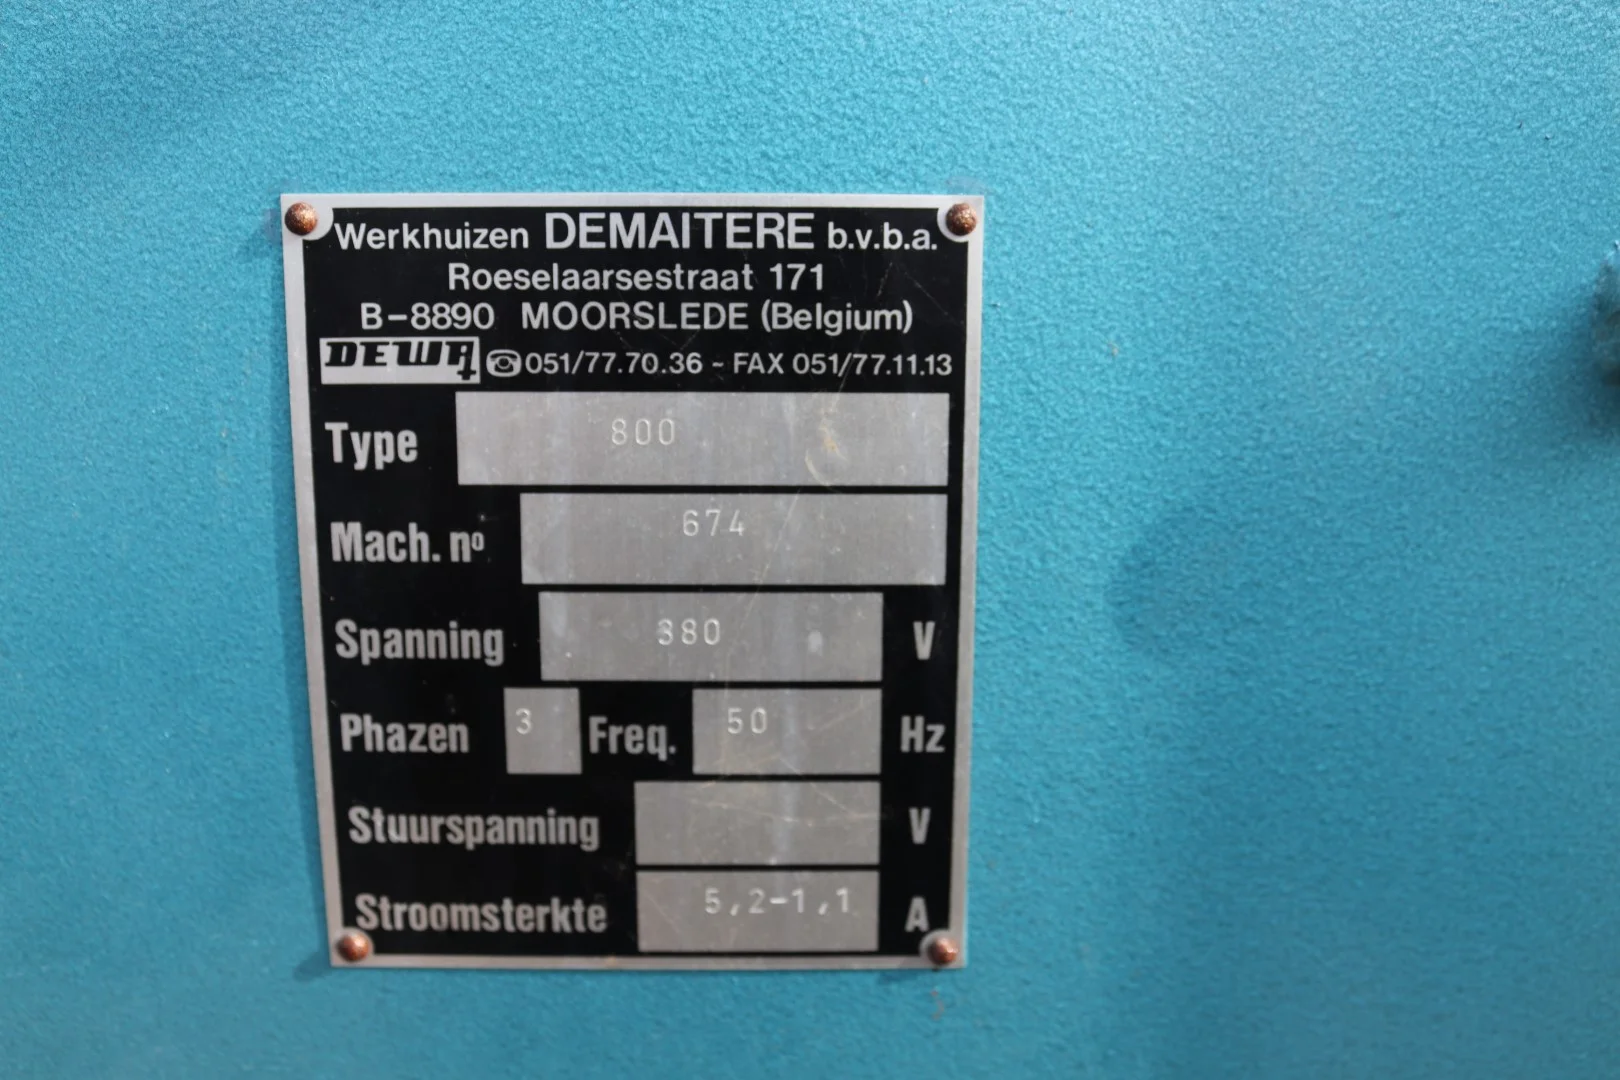 Werkhuizen DEMAITERE b.v.b.a.
Roeselaarsestraat 171
B-8890 MOORSLEDE (Belgium)
DEWA ☎051/77.70.36 - FAX 051/77.11.13
Type 800
Mach. nº 674
Spanning 380 V
Phazen 3 Freq. 50 Hz
Stuurspanning V
Stroomsterkte 5,2-1,1 A